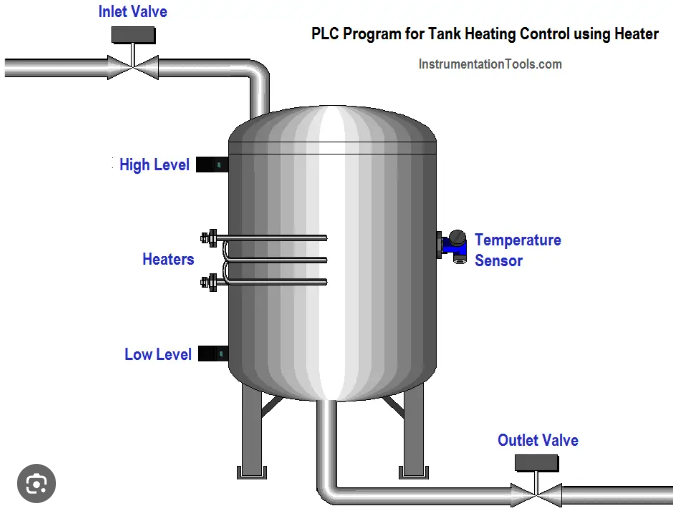 Inlet Valve
PLC Program for Tank Heating Control using Heater
InstrumentationTools.com
High Level
Temperature
Sensor
Heaters
Low Level
Outlet Valve